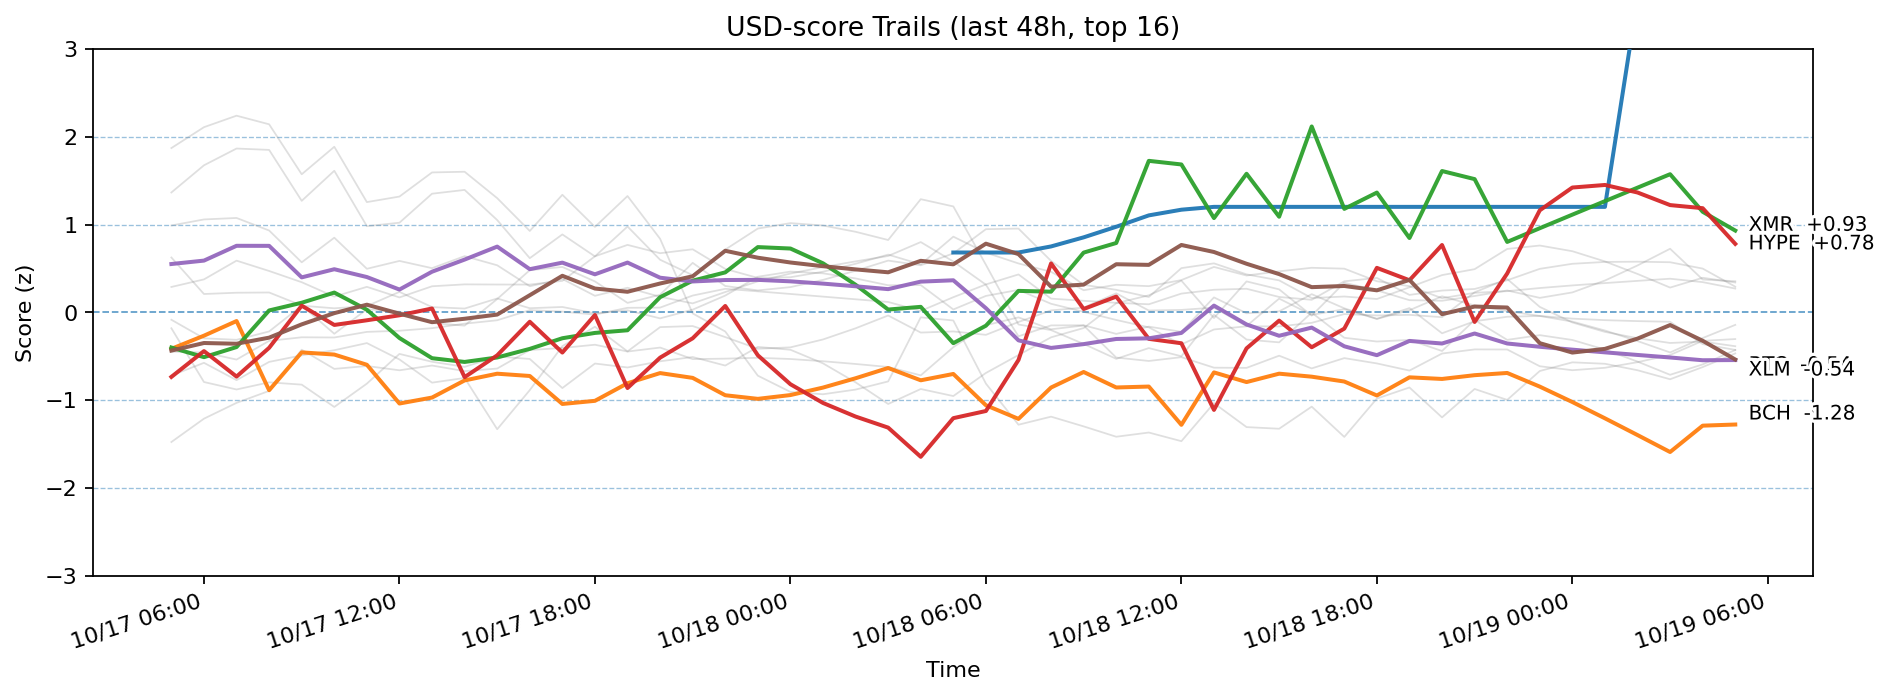 USD-score Trails (last 48h, top 16)
3
2
1
0
−1
−2
−3
Score (z)
XMR +0.93
HYPE +0.78
XLM -0.54
BCH -1.28
10/17 06:00
10/17 12:00
10/17 18:00
10/18 00:00
10/18 06:00
10/18 12:00
10/18 18:00
10/19 00:00
10/19 06:00
Time